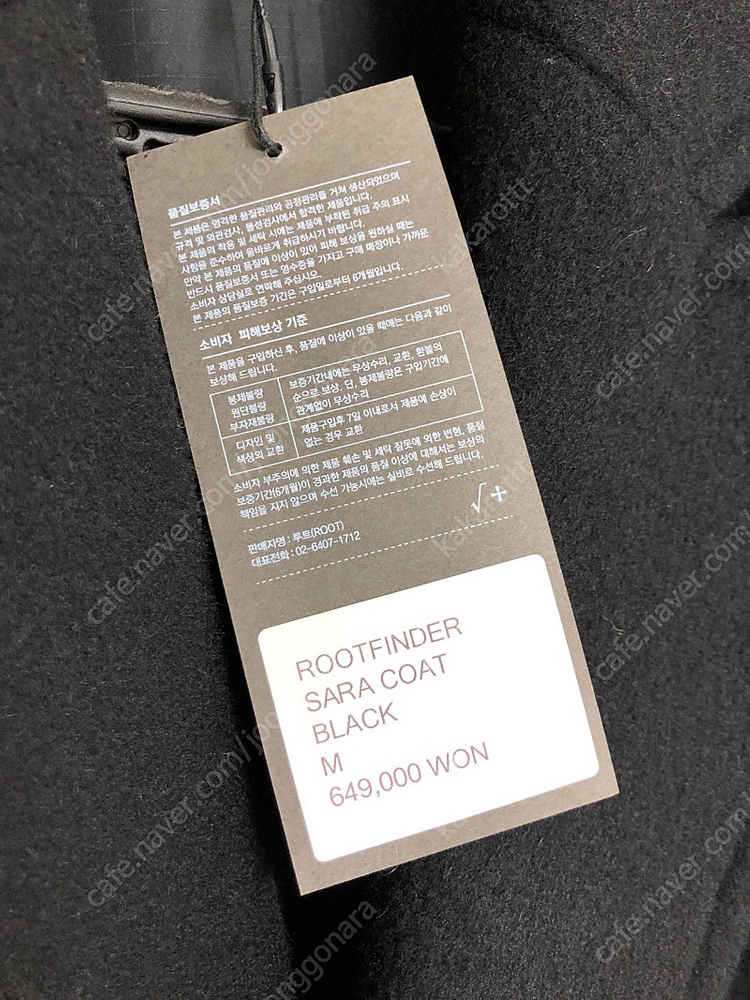 품질보증서
본 제품은 엄격한 품질관리와 공정관리를 거쳐 생산되었으며
규격 및 외관검사, 물성검사에서 합격한 제품입니다.
본 제품의 착용 및 세탁 시에는 제품에 부착된 취급 주의 표시
사항을 준수하여 올바르게 취급하시기 바랍니다.
만약 본 제품의 품질에 이상이 있어 피해 보상을 원하실 때는
반드시 품질보증서 또는 영수증을 가지고 구매 매장이나 가까운
소비자 상담실로 연락해 주십시오.
본 제품의 품질보증 기간은 구입일로부터 6개월입니다.
소비자 피해보상 기준
본 제품을 구입하신 후, 품질에 이상이 있을 때에는 다음과 같이
보상해 드립니다.
봉제불량
원단불량
부자재불량
보증기간내에는 무상수리, 교환, 환불의
순으로 보상. 단, 봉제불량은 구입기간에
관계없이 무상수리
디자인 및
색상의 교환
제품구입후 7일 이내로서 제품에 손상이
없는 경우 교환
소비자 부주의에 의한 제품 훼손 및 세탁 잘못에 의한 변형, 품질
보증기간(6개월)이 경과한 제품의 품질 이상에 대해서는 보상의
책임을 지지 않으며 수선 가능시에는 실비로 수선해 드립니다.
√+
판매자명 : 루트(ROOT)
대표전화 : 02-6407-1712
ROOTFINDER
SARA COAT
BLACK
M
649,000 WON
cafe.naver.com/joonggonara
kakarott